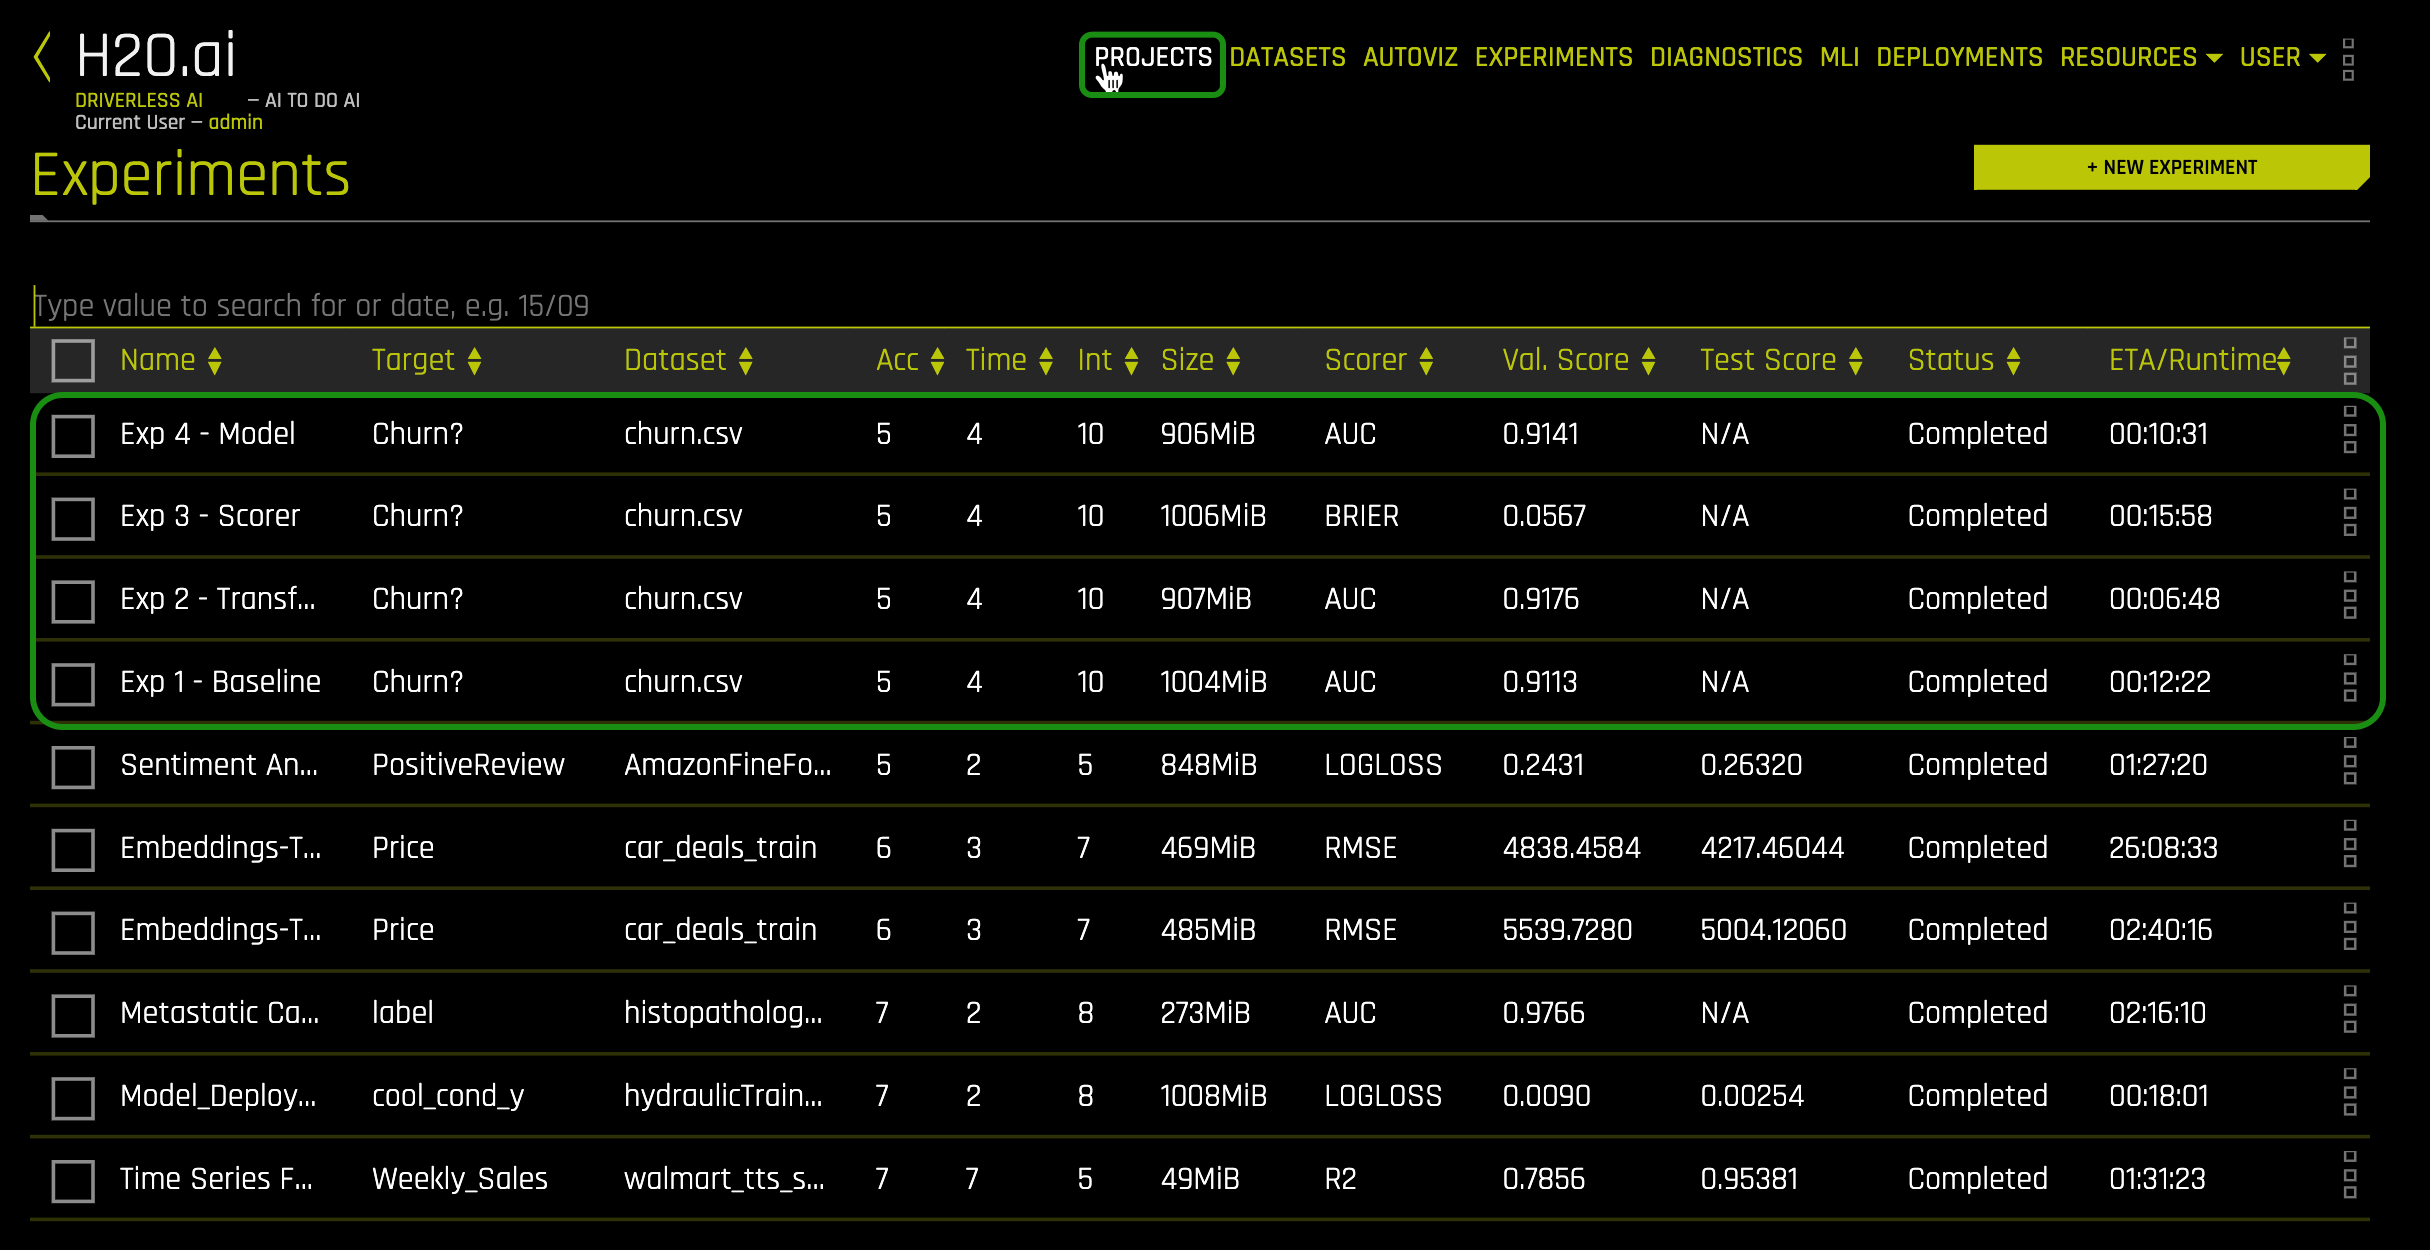 H2O.ai
PROJECTS DATASETS AUTOVIZ EXPERIMENTS DIAGNOSTICS MLI DEPLOYMENTS RESOURCES USER
DRIVERLESS AI – AI TO DO AI
Current User – admin
Experiments
+ NEW EXPERIMENT
Type value to search for or date, e.g. 15/09
Name Target Dataset Acc Time Int Size Scorer Val. Score Test Score Status ETA/Runtime
Exp 4 - Model Churn? churn.csv 5 4 10 906MiB AUC 0.9141 N/A Completed 00:10:31
Exp 3 - Scorer Churn? churn.csv 5 4 10 1006MiB BRIER 0.0567 N/A Completed 00:15:58
Exp 2 - Transf... Churn? churn.csv 5 4 10 907MiB AUC 0.9176 N/A Completed 00:06:48
Exp 1 - Baseline Churn? churn.csv 5 4 10 1004MiB AUC 0.9113 N/A Completed 00:12:22
Sentiment An... PositiveReview AmazonFineFo... 5 2 5 848MiB LOGLOSS 0.2431 0.26320 Completed 01:27:20
Embeddings-T... Price car_deals_train 6 3 7 469MiB RMSE 4838.4584 4217.46044 Completed 26:08:33
Embeddings-T... Price car_deals_train 6 3 7 485MiB RMSE 5539.7280 5004.12060 Completed 02:40:16
Metastatic Ca... label histopatholog... 7 2 8 273MiB AUC 0.9766 N/A Completed 02:16:10
Model_Deploy... cool_cond_y hydraulicTrain... 7 2 8 1008MiB LOGLOSS 0.0090 0.00254 Completed 00:18:01
Time Series F... Weekly_Sales walmart_tts_s... 7 7 5 49MiB R2 0.7856 0.95381 Completed 01:31:23